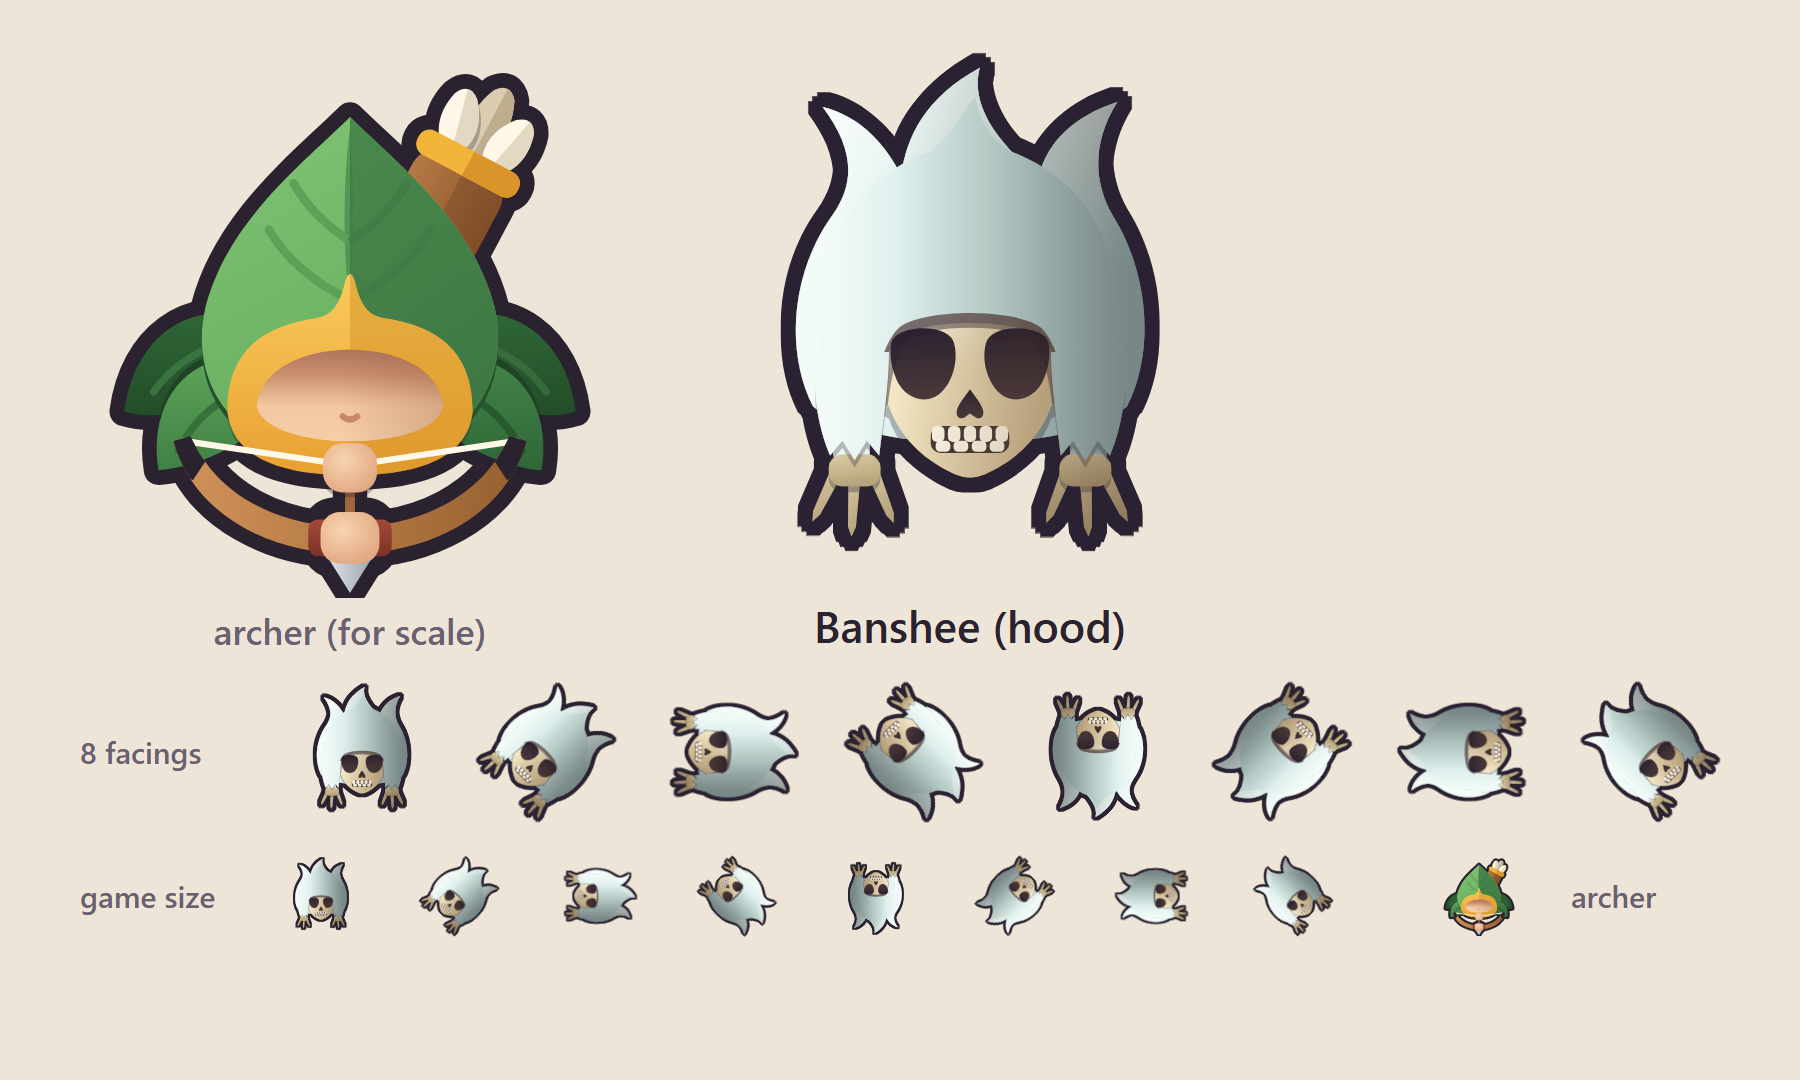 archer (for scale)
Banshee (hood)
8 facings
game size
archer